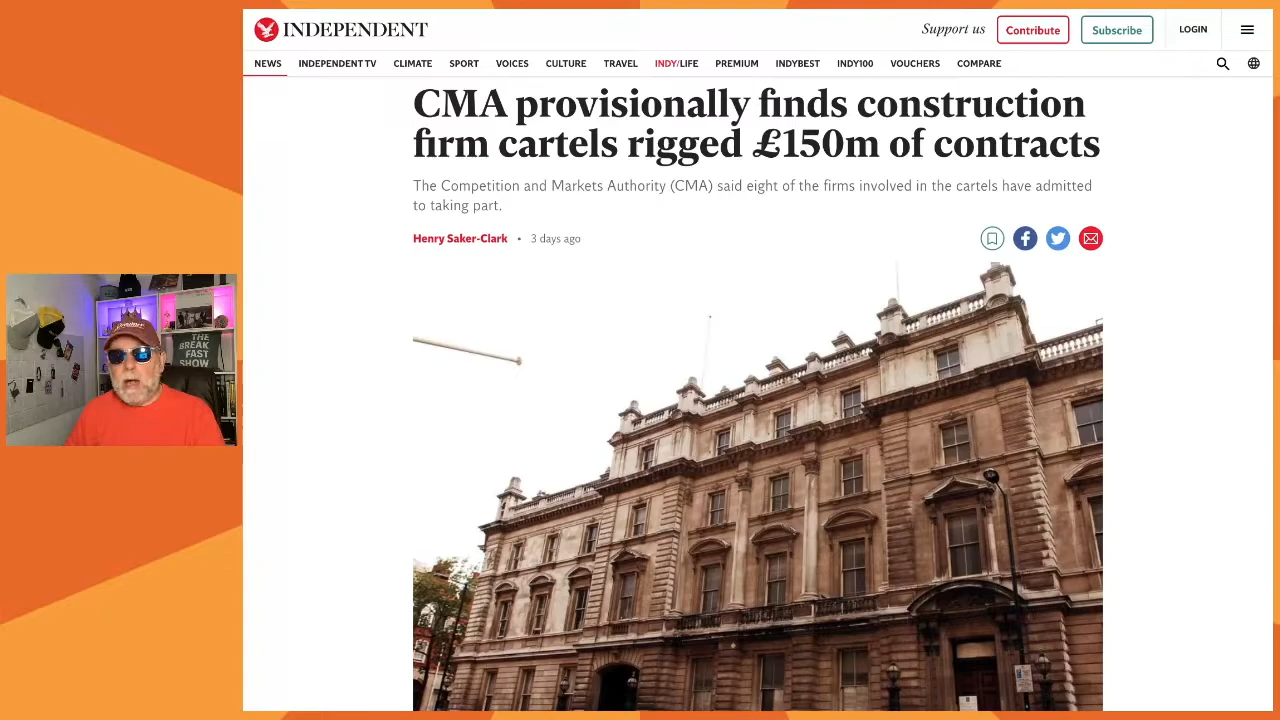 INDEPENDENT
Support us
Contribute
Subscribe
LOGIN
NEWS INDEPENDENT TV CLIMATE SPORT VOICES CULTURE TRAVEL INDY/LIFE PREMIUM INDYBEST INDY100 VOUCHERS COMPARE
CMA provisionally finds construction
firm cartels rigged £150m of contracts
The Competition and Markets Authority (CMA) said eight of the firms involved in the cartels have admitted
to taking part.
Henry Saker-Clark • 3 days ago
THE
BREAK
FAST
SHOW